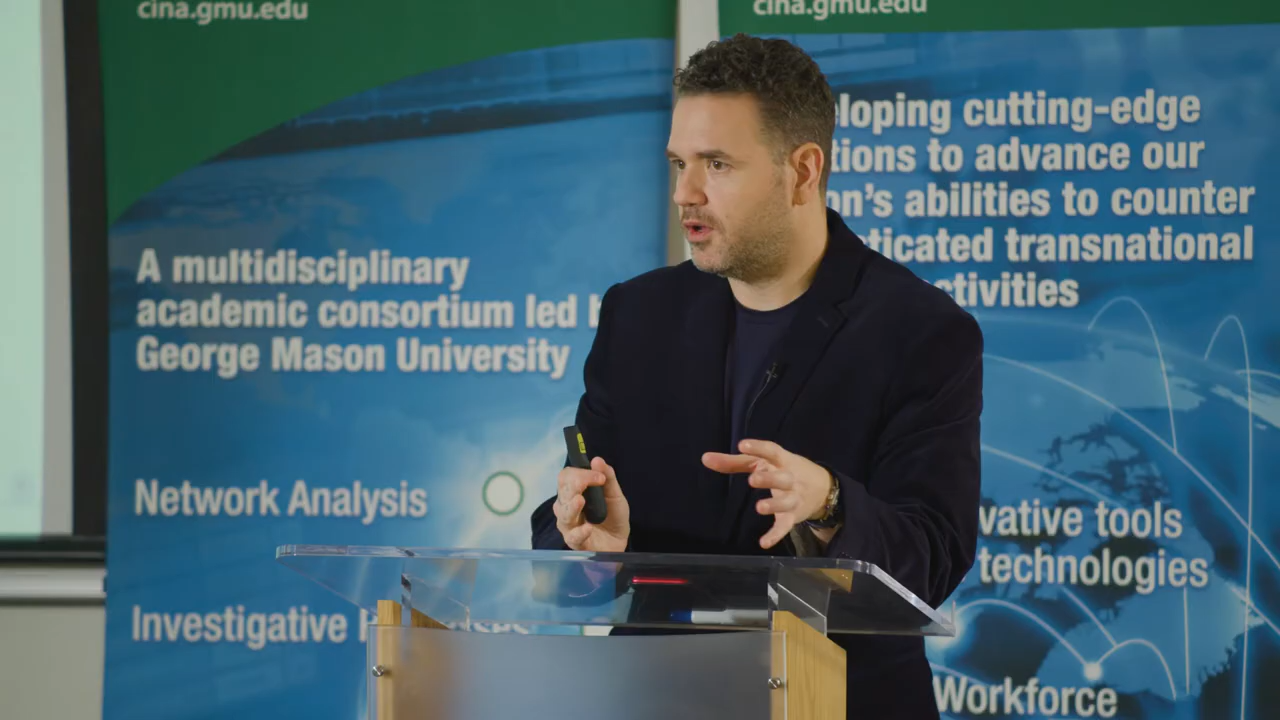 cina.gmu.edu
A multidisciplinary
academic consortium led
George Mason University
Network Analysis
Investigative
cina.gmu.edu
eloping cutting-edge
tions to advance our
on's abilities to counter
ticated transnational
ctivities
vative tools
technologies
Workforce